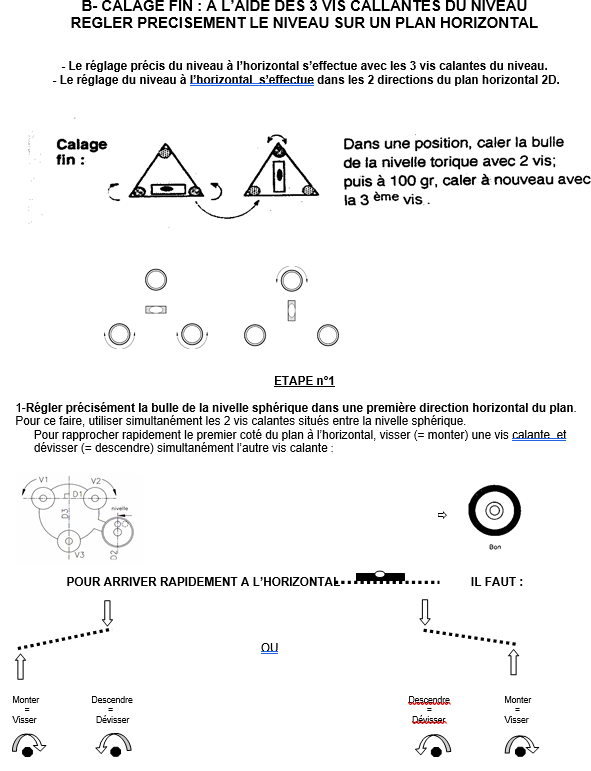 B- CALAGE FIN : A L'AIDE DES 3 VIS CALLANTES DU NIVEAU
REGLER PRECISEMENT LE NIVEAU SUR UN PLAN HORIZONTAL
- Le réglage précis du niveau à l'horizontal s'effectue avec les 3 vis calantes du niveau.
- Le réglage du niveau à l'horizontal s'effectue dans les 2 directions du plan horizontal 2D.
Calage
fin :
Dans une position, caler la bulle
de la nivelle torique avec 2 vis;
puis à 100 gr, caler à nouveau avec
la 3 ème vis .
ETAPE n°1
1-Régler précisément la bulle de la nivelle sphérique dans une première direction horizontal du plan.
Pour ce faire, utiliser simultanément les 2 vis calantes situés entre la nivelle sphérique.
Pour rapprocher rapidement le premier coté du plan à l'horizontal, visser (= monter) une vis calante et
dévisser (= descendre) simultanément l'autre vis calante :
V1 V2
D1
D3
nivelle
V3
D2
Bon
POUR ARRIVER RAPIDEMENT A L'HORIZONTAL IL FAUT :
OU
Monter Descendre Descendre Monter
= = = =
Visser Dévisser Dévisser Visser